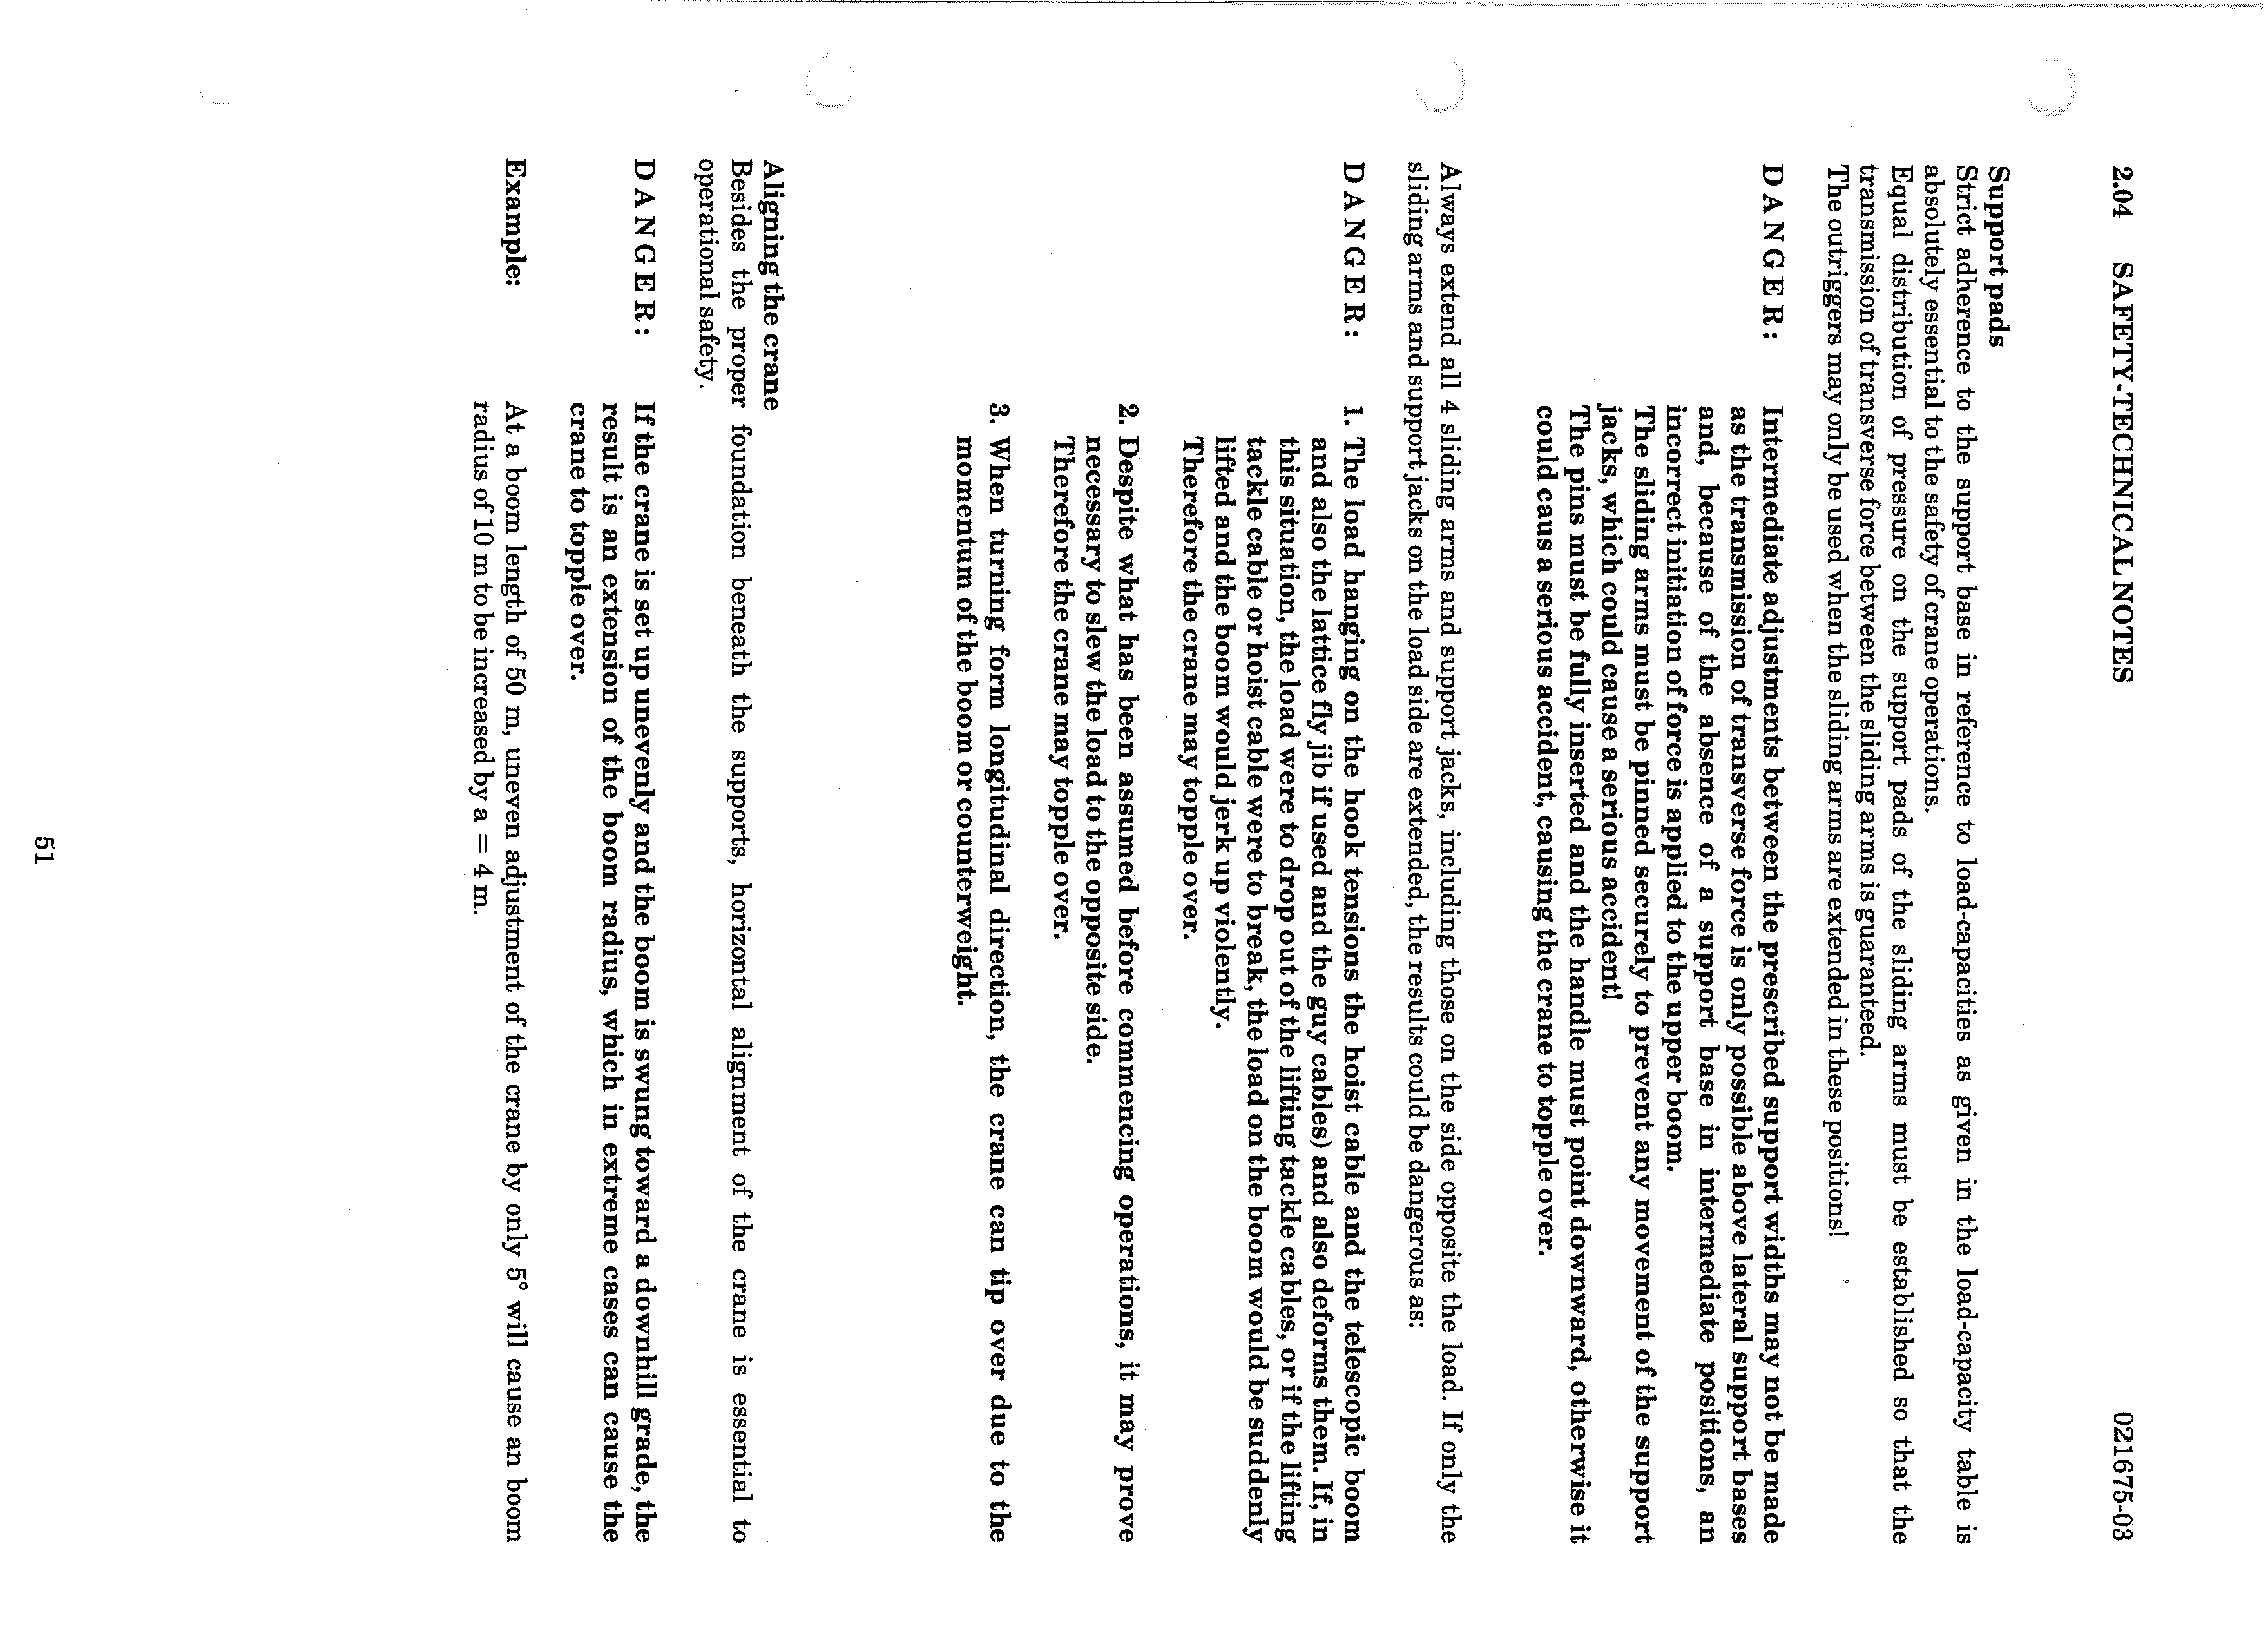 2.04 SAFETY-TECHNICAL NOTES 021675-03
Support pads
Strict adherence to the support base in reference to load-capacities as given in the load-capacity table is
absolutely essential to the safety of crane operations.
Equal distribution of pressure on the support pads of the sliding arms must be established so that the
transmission of transverse force between the sliding arms is guaranteed.
The outriggers may only be used when the sliding arms are extended in these positions!
DANGER: Intermediate adjustments between the prescribed support widths may not be made
as the transmission of transverse force is only possible above lateral support bases
and, because of the absence of a support base in intermediate positions, an
incorrect initiation of force is applied to the upper boom.
The sliding arms must be pinned securely to prevent any movement of the support
jacks, which could cause a serious accident!
The pins must be fully inserted and the handle must point downward, otherwise it
could caus a serious accident, causing the crane to topple over.
Always extend all 4 sliding arms and support jacks, including those on the side opposite the load. If only the
sliding arms and support jacks on the load side are extended, the results could be dangerous as:
DANGER: 1. The load hanging on the hook tensions the hoist cable and the telescopic boom
and also the lattice fly jib if used and the guy cables) and also deforms them. If, in
this situation, the load were to drop out of the lifting tackle cables, or if the lifting
tackle cable or hoist cable were to break, the load on the boom would be suddenly
lifted and the boom would jerk up violently.
Therefore the crane may topple over.
2. Despite what has been assumed before commencing operations, it may prove
necessary to slew the load to the opposite side.
Therefore the crane may topple over.
3. When turning form longitudinal direction, the crane can tip over due to the
momentum of the boom or counterweight.
Aligning the crane
Besides the proper foundation beneath the supports, horizontal alignment of the crane is essential to
operational safety.
DANGER: If the crane is set up unevenly and the boom is swung toward a downhill grade, the
result is an extension of the boom radius, which in extreme cases can cause the
crane to topple over.
Example: At a boom length of 50 m, uneven adjustment of the crane by only 5° will cause an boom
radius of 10 m to be increased by a = 4 m.
51